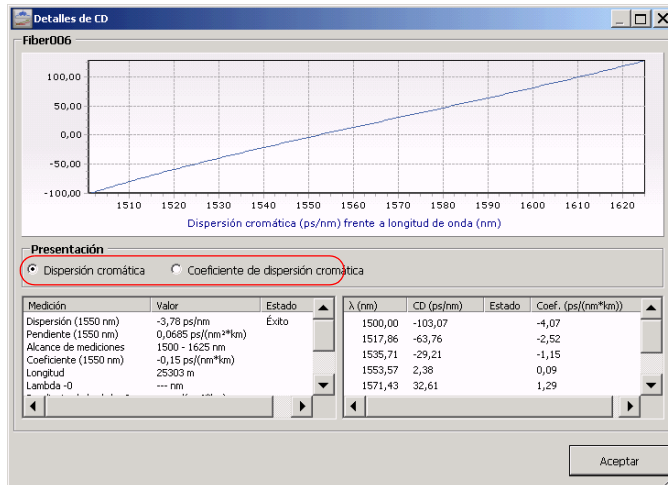 Detalles de CD
Fiber006
100,00
50,00
0,00
-50,00
-100,00
1510 1520 1530 1540 1550 1560 1570 1580 1590 1600 1610 1620
Dispersión cromática (ps/nm) frente a longitud de onda (nm)
Presentación
Dispersión cromática Coeficiente de dispersión cromática
Medición Valor Estado
Dispersión (1550 nm) -3,78 ps/nm Éxito
Pendiente (1550 nm) 0,0685 ps/(nm²*km)
Alcance de mediciones 1500 - 1625 nm
Coeficiente (1550 nm) -0,15 ps/(nm*km)
Longitud 25303 m
Lambda -0 --- nm
λ (nm) CD (ps/nm) Estado Coef. (ps/(nm*km))
1500,00 -103,07 -4,07
1517,86 -63,76 -2,52
1535,71 -29,21 -1,15
1553,57 2,38 0,09
1571,43 32,61 1,29
Aceptar